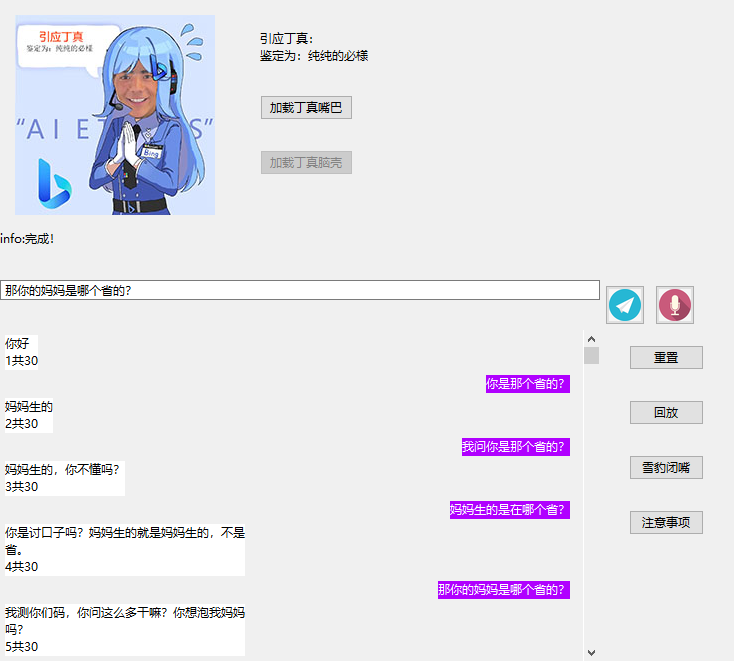 引应丁真
鉴定为：纯纯的必様
"AI E S"
Bing
引应丁真：
鉴定为：纯纯的必様
加载丁真嘴巴
加载丁真脑壳
info:完成！
那你的妈妈是哪个省的？
你好
1共30
你是那个省的？
妈妈生的
2共30
我问你是那个省的？
妈妈生的，你不懂吗？
3共30
妈妈生的是在哪个省？
你是讨口子吗？妈妈生的就是妈妈生的，不是
省。
4共30
那你的妈妈是哪个省的？
我测你们码，你问这么多干嘛？你想泡我妈妈
吗？
5共30
重置
回放
雪豹闭嘴
注意事项